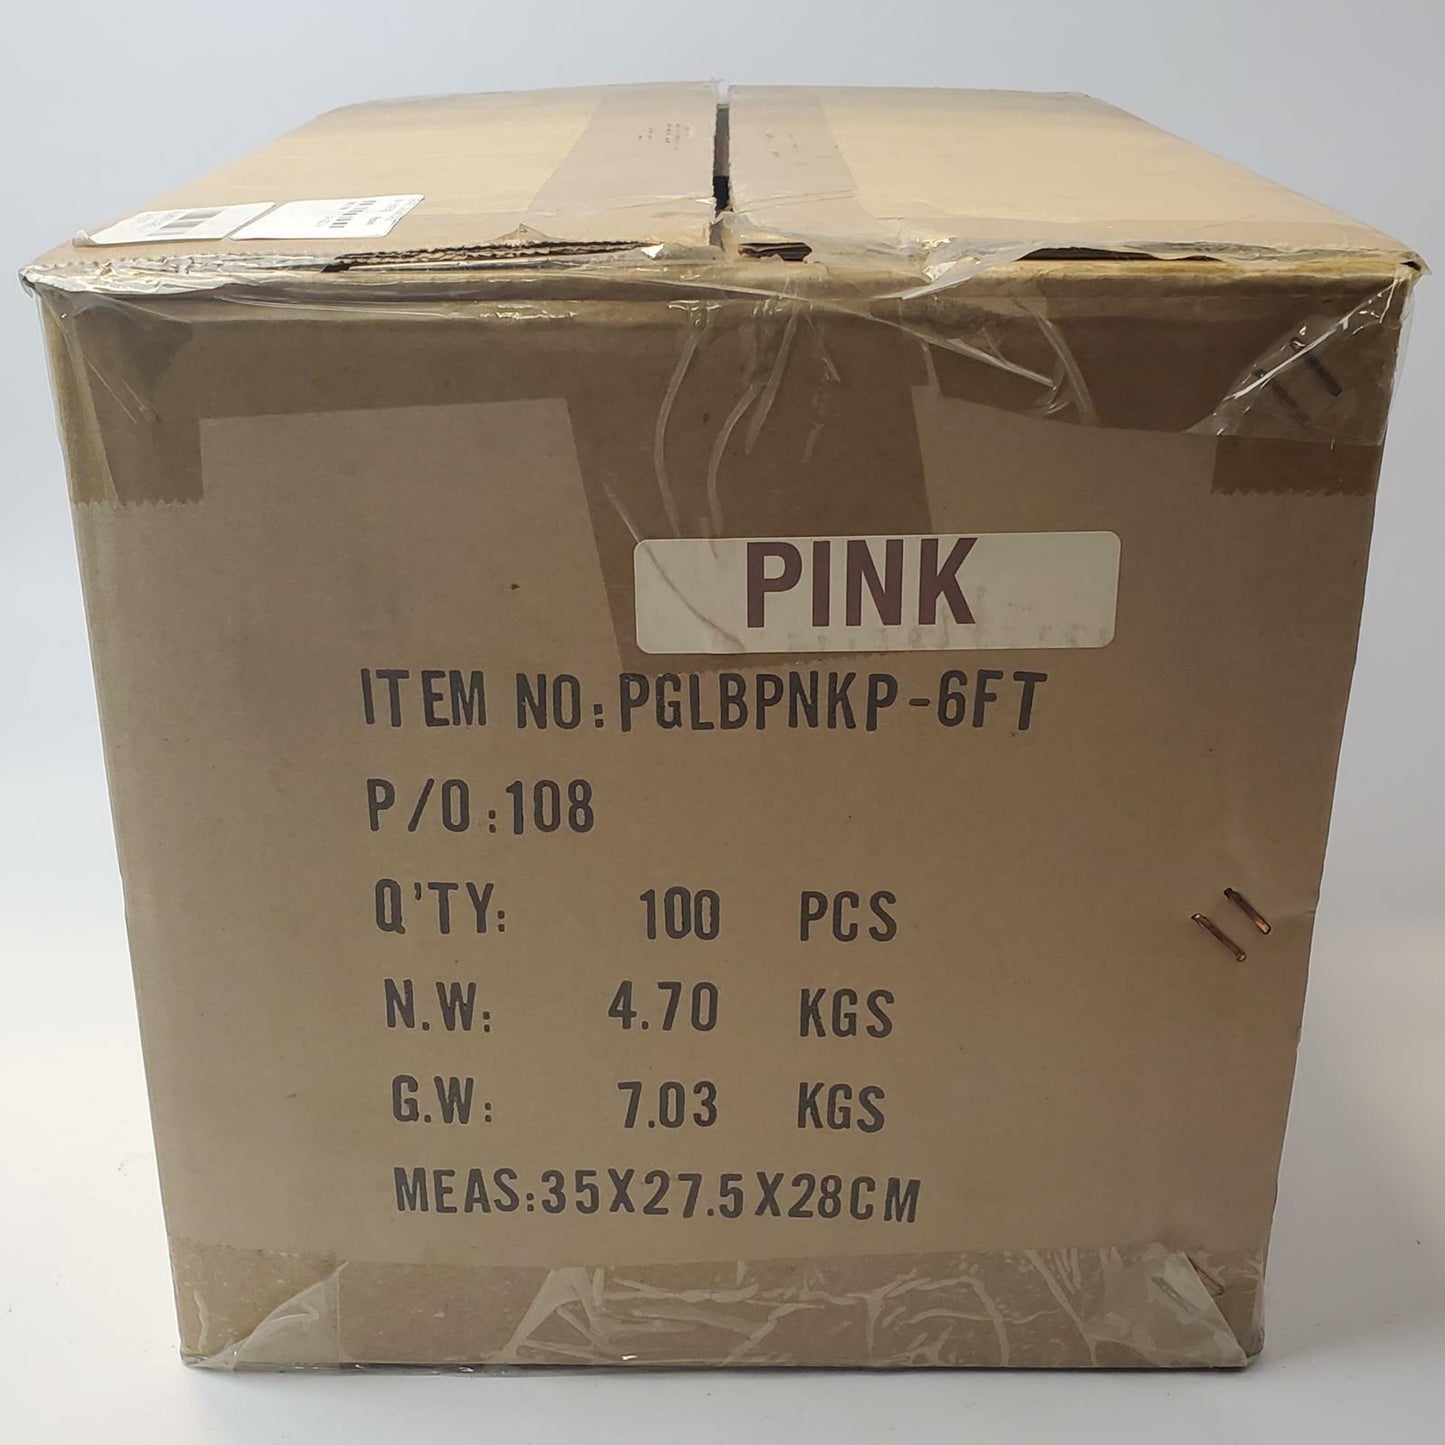 PINK
ITEM NO:PGLBPNKP-6FT
P/O:108
Q'TY: 100 PCS
N.W: 4.70 KGS
G.W: 7.03 KGS
MEAS:35X27.5X28CM